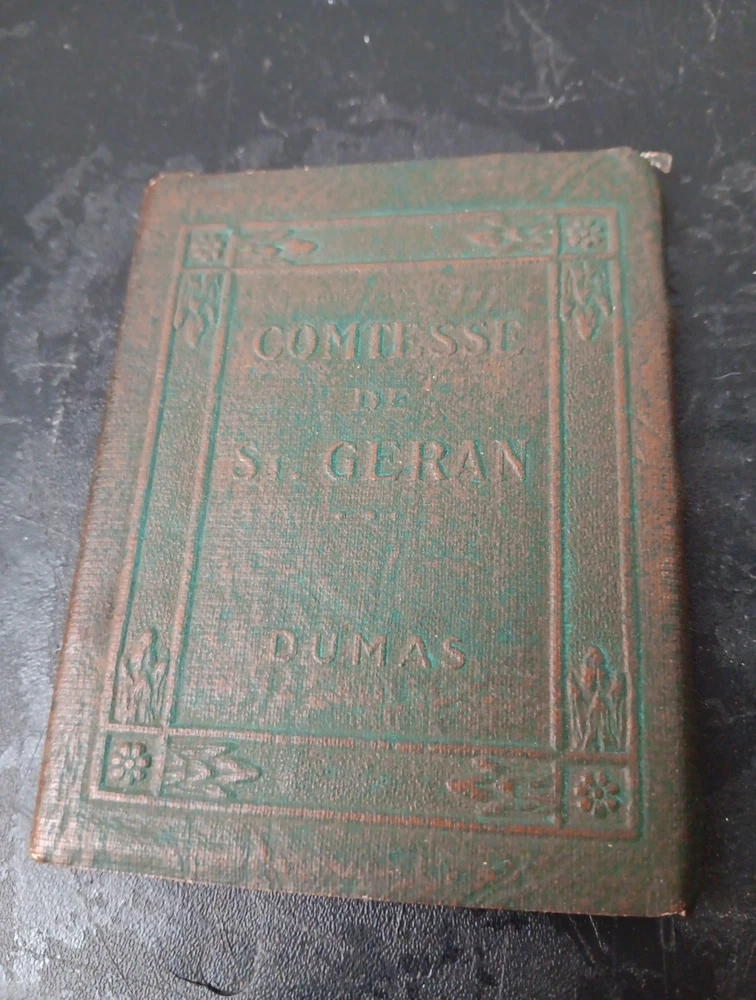 COMTESSE
DE
ST. GERAN
DUMAS